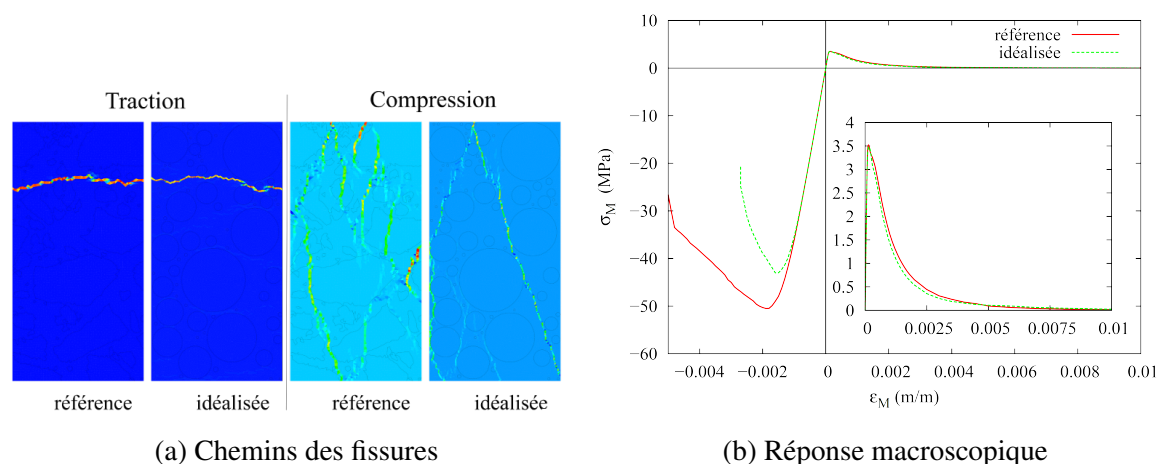 Traction
Compression
référence
idéalisée
référence
idéalisée
(a) Chemins des fissures
10
0
−10
−20
−30
−40
−50
−60
σM (MPa)
−0.004
−0.002
0
0.002
0.004
0.006
0.008
0.01
εM (m/m)
référence
idéalisée
4
3.5
3
2.5
2
1.5
1
0.5
0
0
0.0025
0.005
0.0075
0.01
(b) Réponse macroscopique